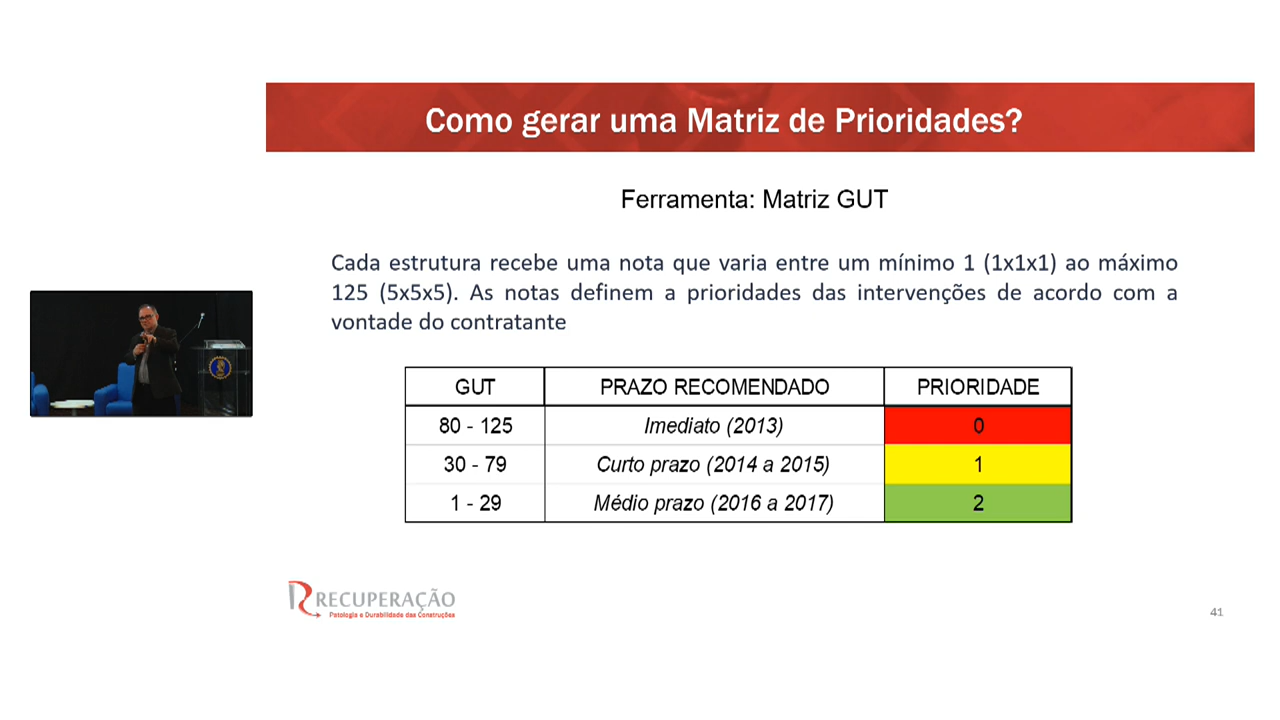 Como gerar uma Matriz de Prioridades?
Ferramenta: Matriz GUT
Cada estrutura recebe uma nota que varia entre um mínimo 1 (1x1x1) ao máximo
125 (5x5x5). As notas definem a prioridades das intervenções de acordo com a
vontade do contratante
GUT PRAZO RECOMENDADO PRIORIDADE
80 - 125 Imediato (2013) 0
30 - 79 Curto prazo (2014 a 2015) 1
1 - 29 Médio prazo (2016 a 2017) 2
RECUPERAÇÃO
Patologia e Durabilidade das Construções
41